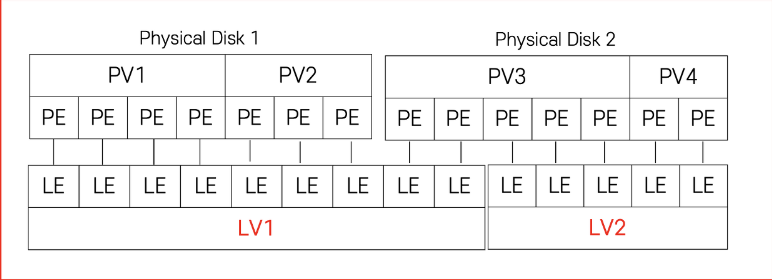 Physical Disk 1 Physical Disk 2
PV1 PV2 PV3 PV4
PE PE PE PE PE PE PE PE PE PE PE PE PE PE
LE LE LE LE LE LE LE LE LE LE LE LE LE LE
LV1 LV2